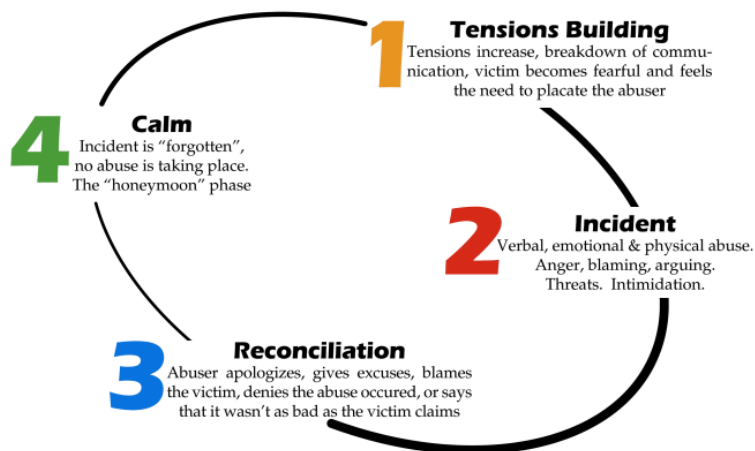 1
Tensions Building
Tensions increase, breakdown of commu-
nication, victim becomes fearful and feels
the need to placate the abuser
2
Incident
Verbal, emotional & physical abuse.
Anger, blaming, arguing.
Threats. Intimidation.
3
Reconciliation
Abuser apologizes, gives excuses, blames
the victim, denies the abuse occured, or says
that it wasn't as bad as the victim claims
4
Calm
Incident is “forgotten”,
no abuse is taking place.
The “honeymoon” phase